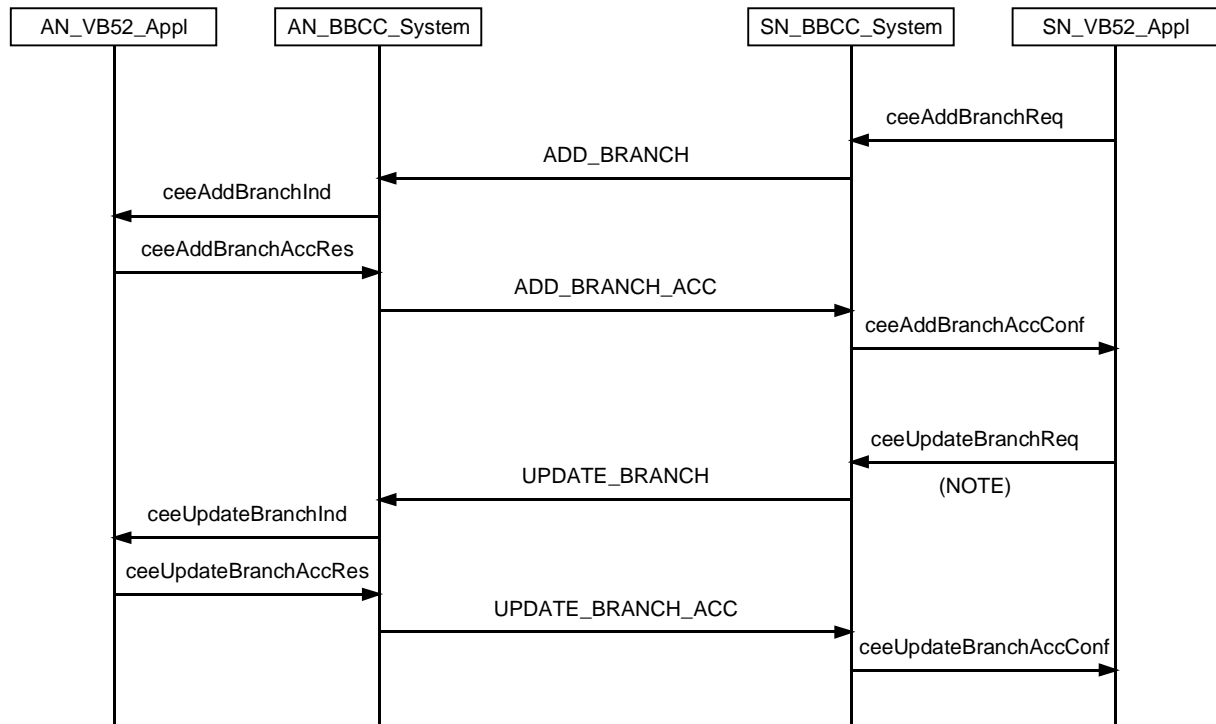 AN_VB52_Appl
AN_BBCC_System
SN_BBCC_System
SN_VB52_Appl
ceeAddBranchReq
ADD_BRANCH
ceeAddBranchInd
ceeAddBranchAccRes
ADD_BRANCH_ACC
ceeAddBranchAccConf
ceeUpdateBranchReq
UPDATE_BRANCH
(NOTE)
ceeUpdateBranchInd
ceeUpdateBranchAccRes
UPDATE_BRANCH_ACC
ceeUpdateBranchAccConf